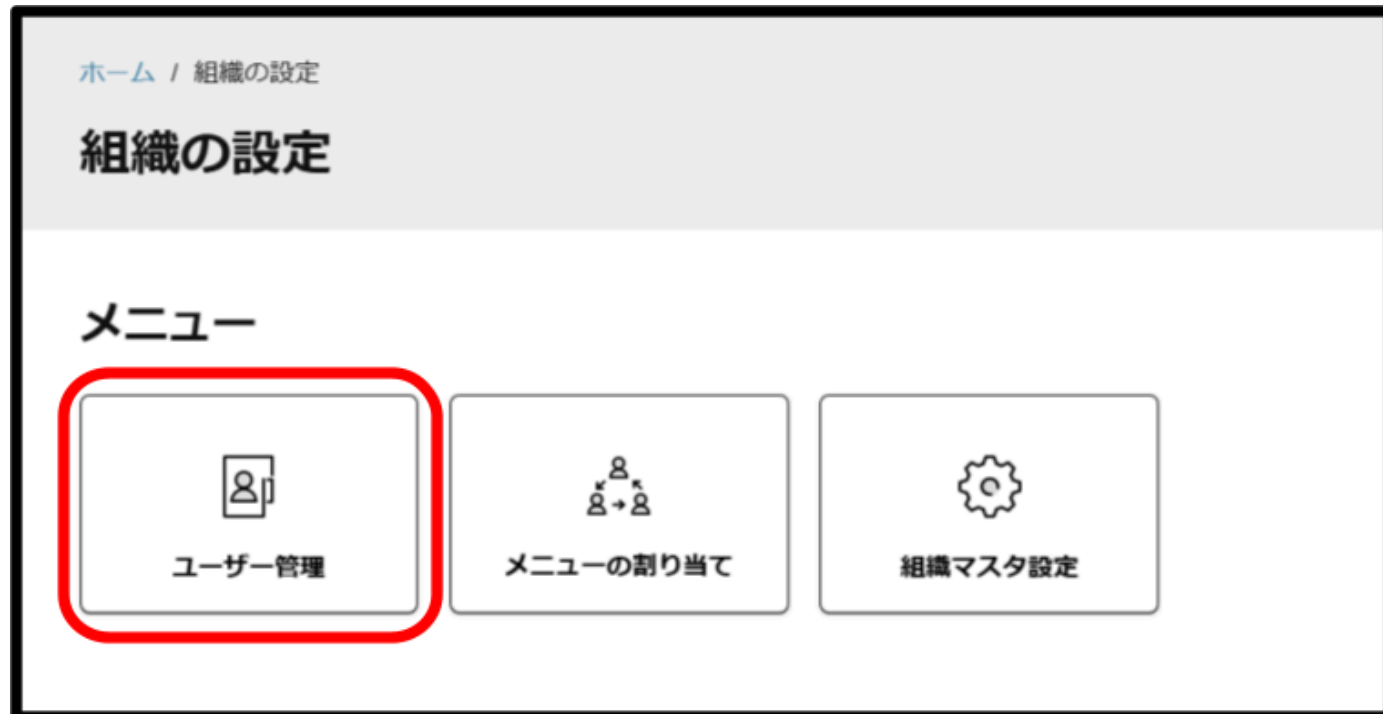 ホーム / 組織の設定
組織の設定
メニュー
ユーザー管理
メニューの割り当て
組織マスタ設定